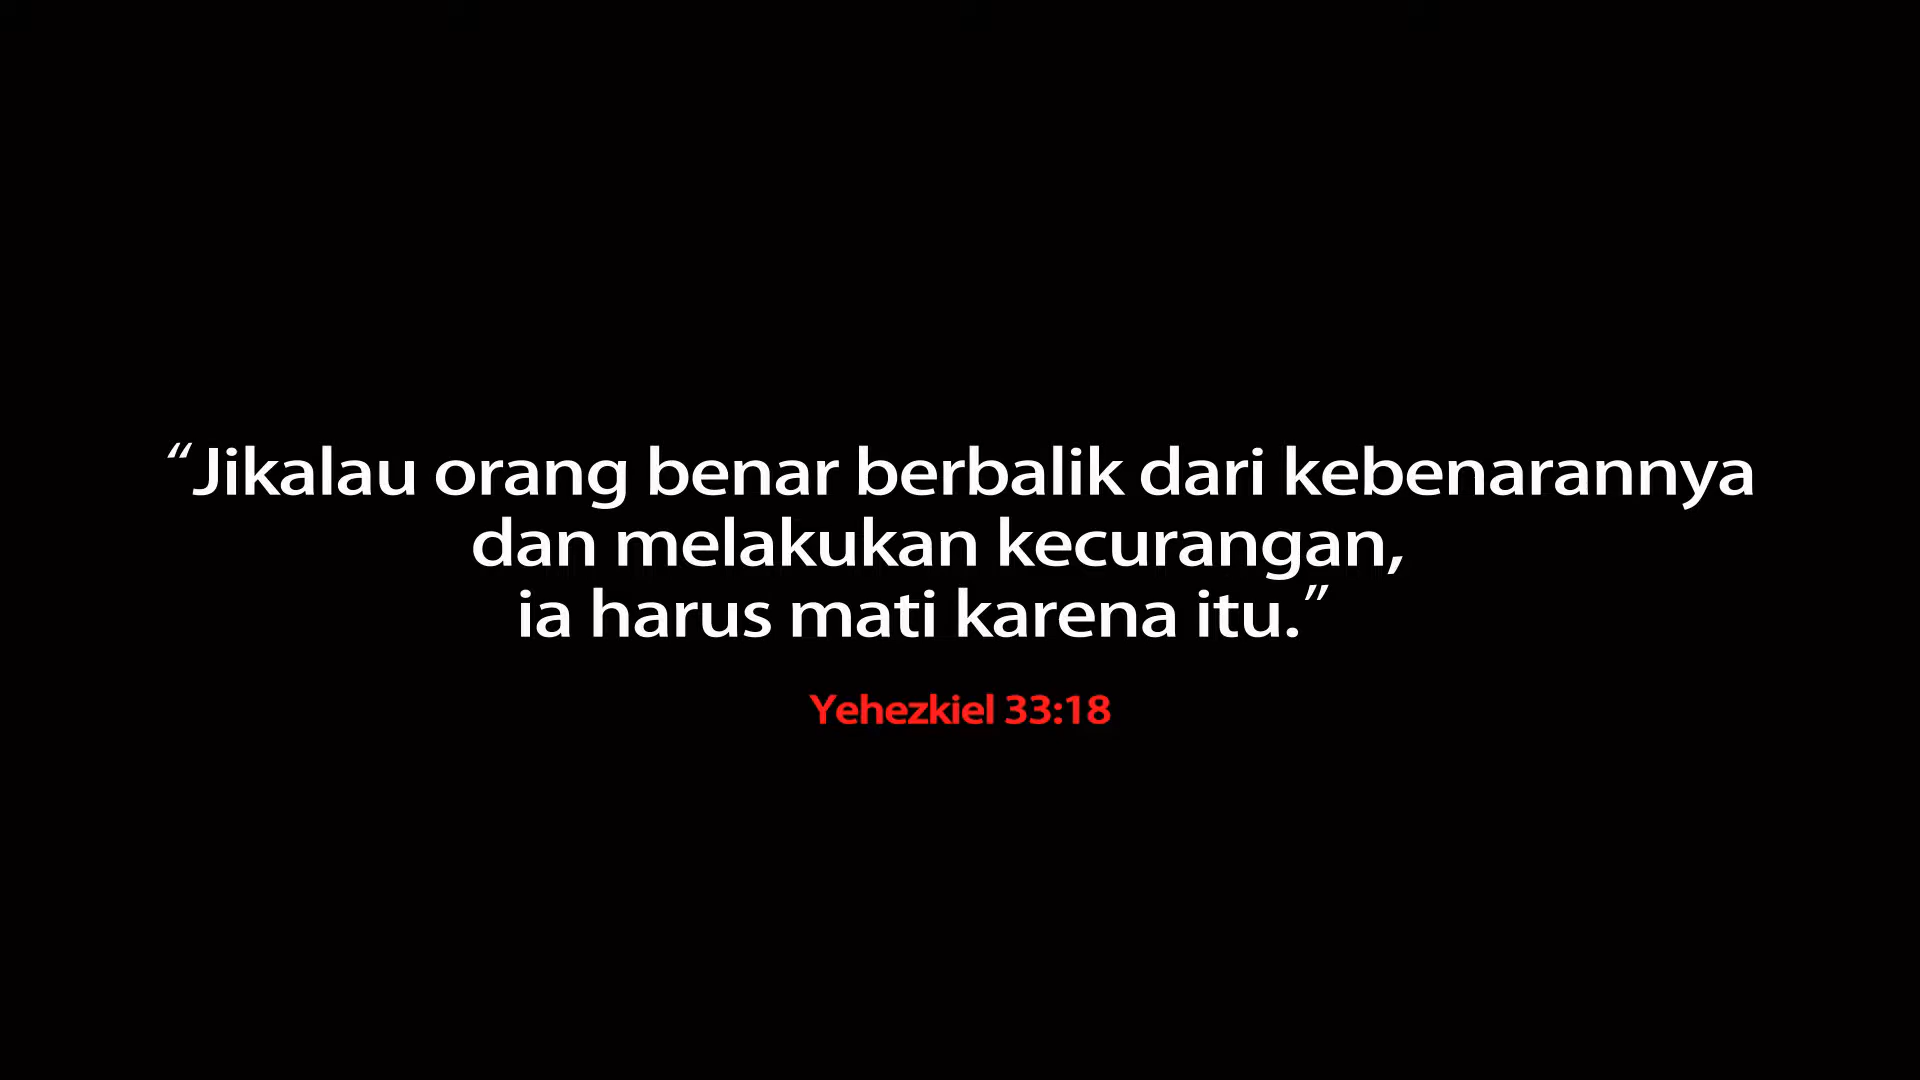 “Jikalau orang benar berbalik dari kebenarannya
dan melakukan kecurangan,
ia harus mati karena itu.”
Yehezkiel 33:18